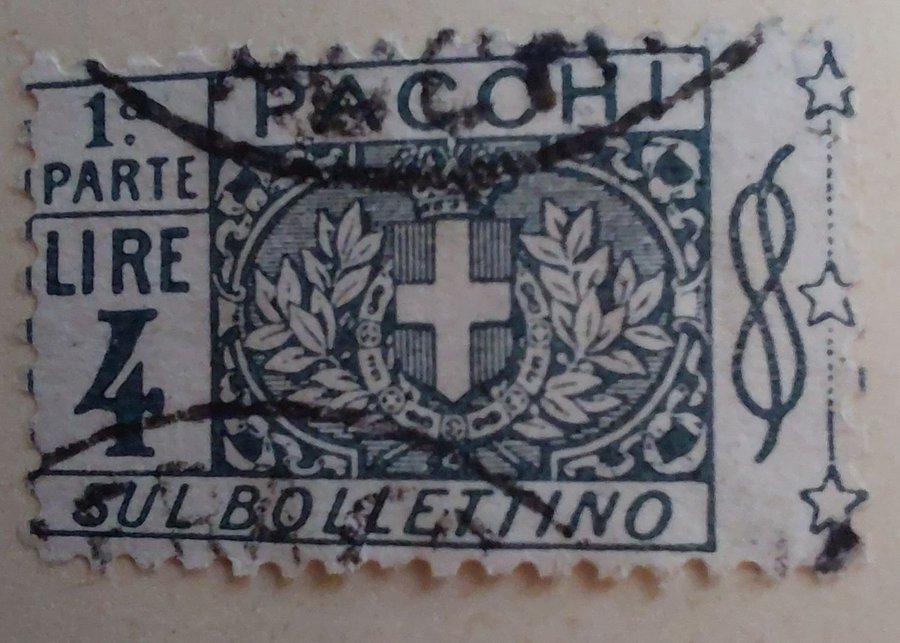 PACCHI
1ª
PARTE
LIRE
4
SUL BOLLETTINO